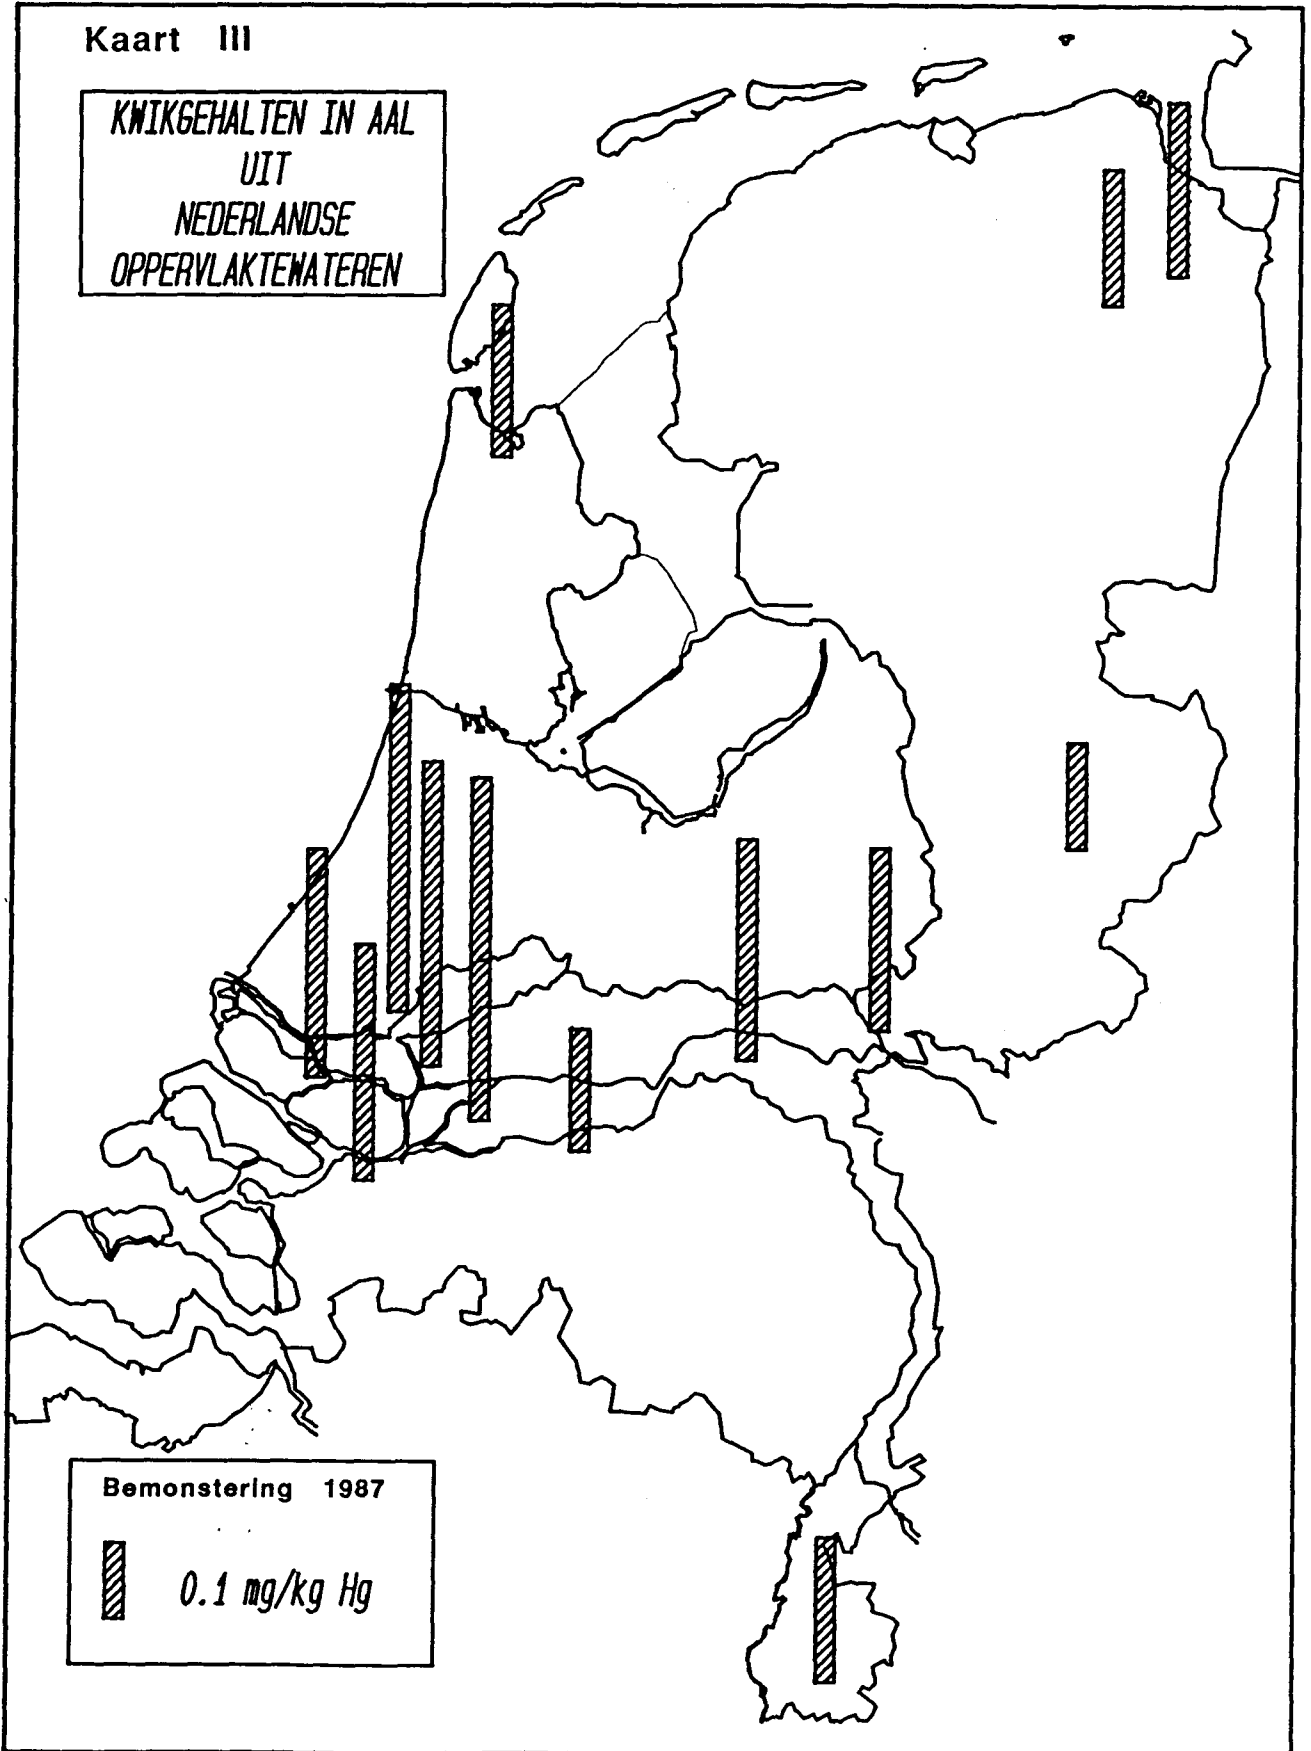 Kaart III
KWIKGEHALTEN IN AAL
UIT
NEDERLANDSE
OPPERVLAKTEWATEREN
Bemonstering 1987
0.1 mg/kg Hg